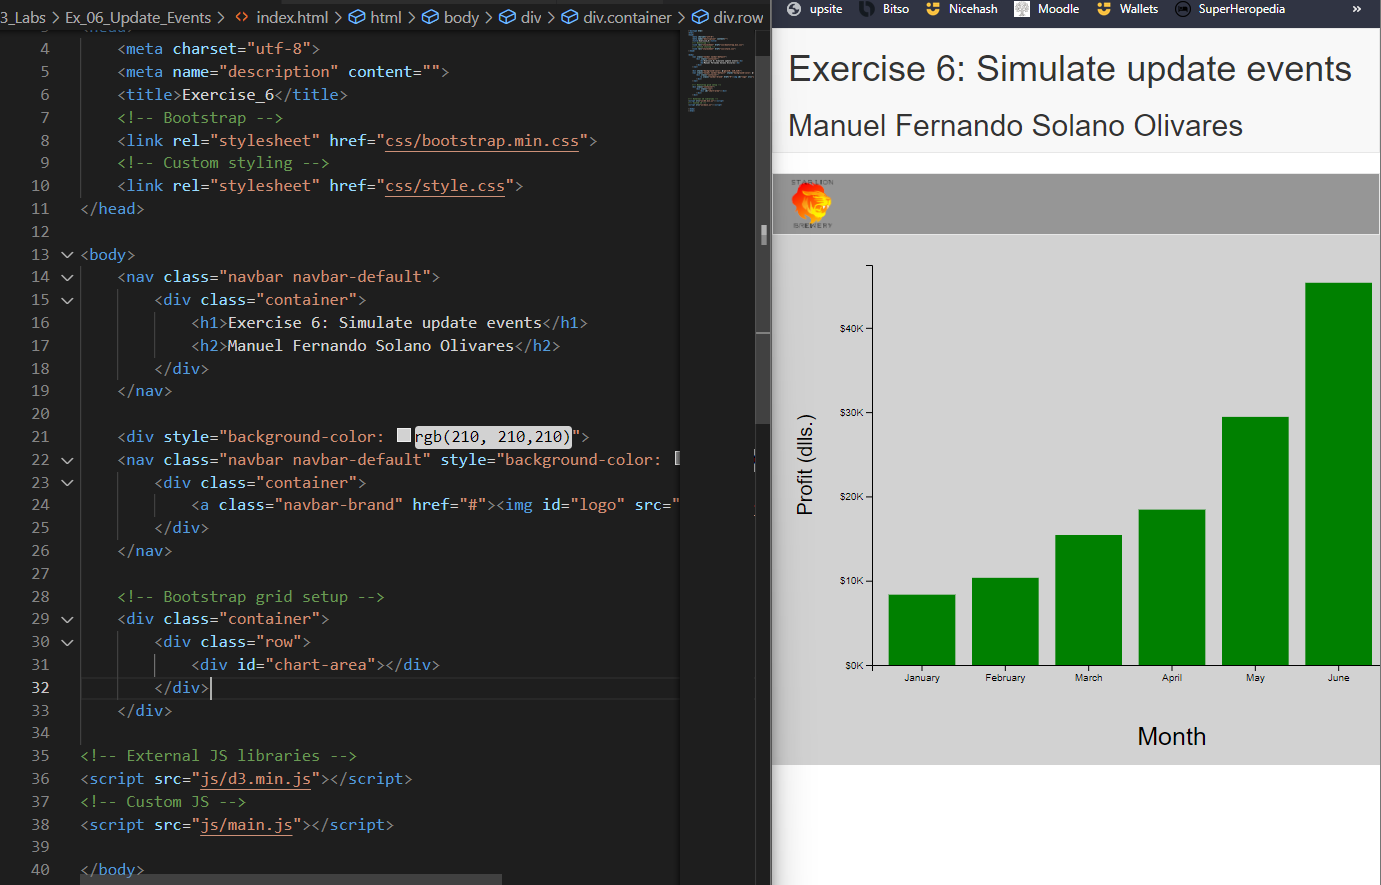 3_Labs > Ex_06_Update_Events > index.html > html > body > div > div.container > div.row
4 <meta charset="utf-8">
5 <meta name="description" content="">
6 <title>Exercise_6</title>
7 <!-- Bootstrap -->
8 <link rel="stylesheet" href="css/bootstrap.min.css">
9 <!-- Custom styling -->
10 <link rel="stylesheet" href="css/style.css">
11 </head>
12
13 <body>
14 <nav class="navbar navbar-default">
15 <div class="container">
16 <h1>Exercise 6: Simulate update events</h1>
17 <h2>Manuel Fernando Solano Olivares</h2>
18 </div>
19 </nav>
20
21 <div style="background-color: rgb(210, 210,210)">
22 <nav class="navbar navbar-default" style="background-color:
23 <div class="container">
24 <a class="navbar-brand" href="#"><img id="logo" src="
25 </div>
26 </nav>
27
28 <!-- Bootstrap grid setup -->
29 <div class="container">
30 <div class="row">
31 <div id="chart-area"></div>
32 </div>
33 </div>
34
35 <!-- External JS libraries -->
36 <script src="js/d3.min.js"></script>
37 <!-- Custom JS -->
38 <script src="js/main.js"></script>
39
40 </body>
upsite Bitso Nicehash Moodle Wallets SuperHeropedia »
Exercise 6: Simulate update events
Manuel Fernando Solano Olivares
BREWERY
$40K
$30K
$20K
$10K
$0K
Profit (dlls.)
January February March April May June
Month